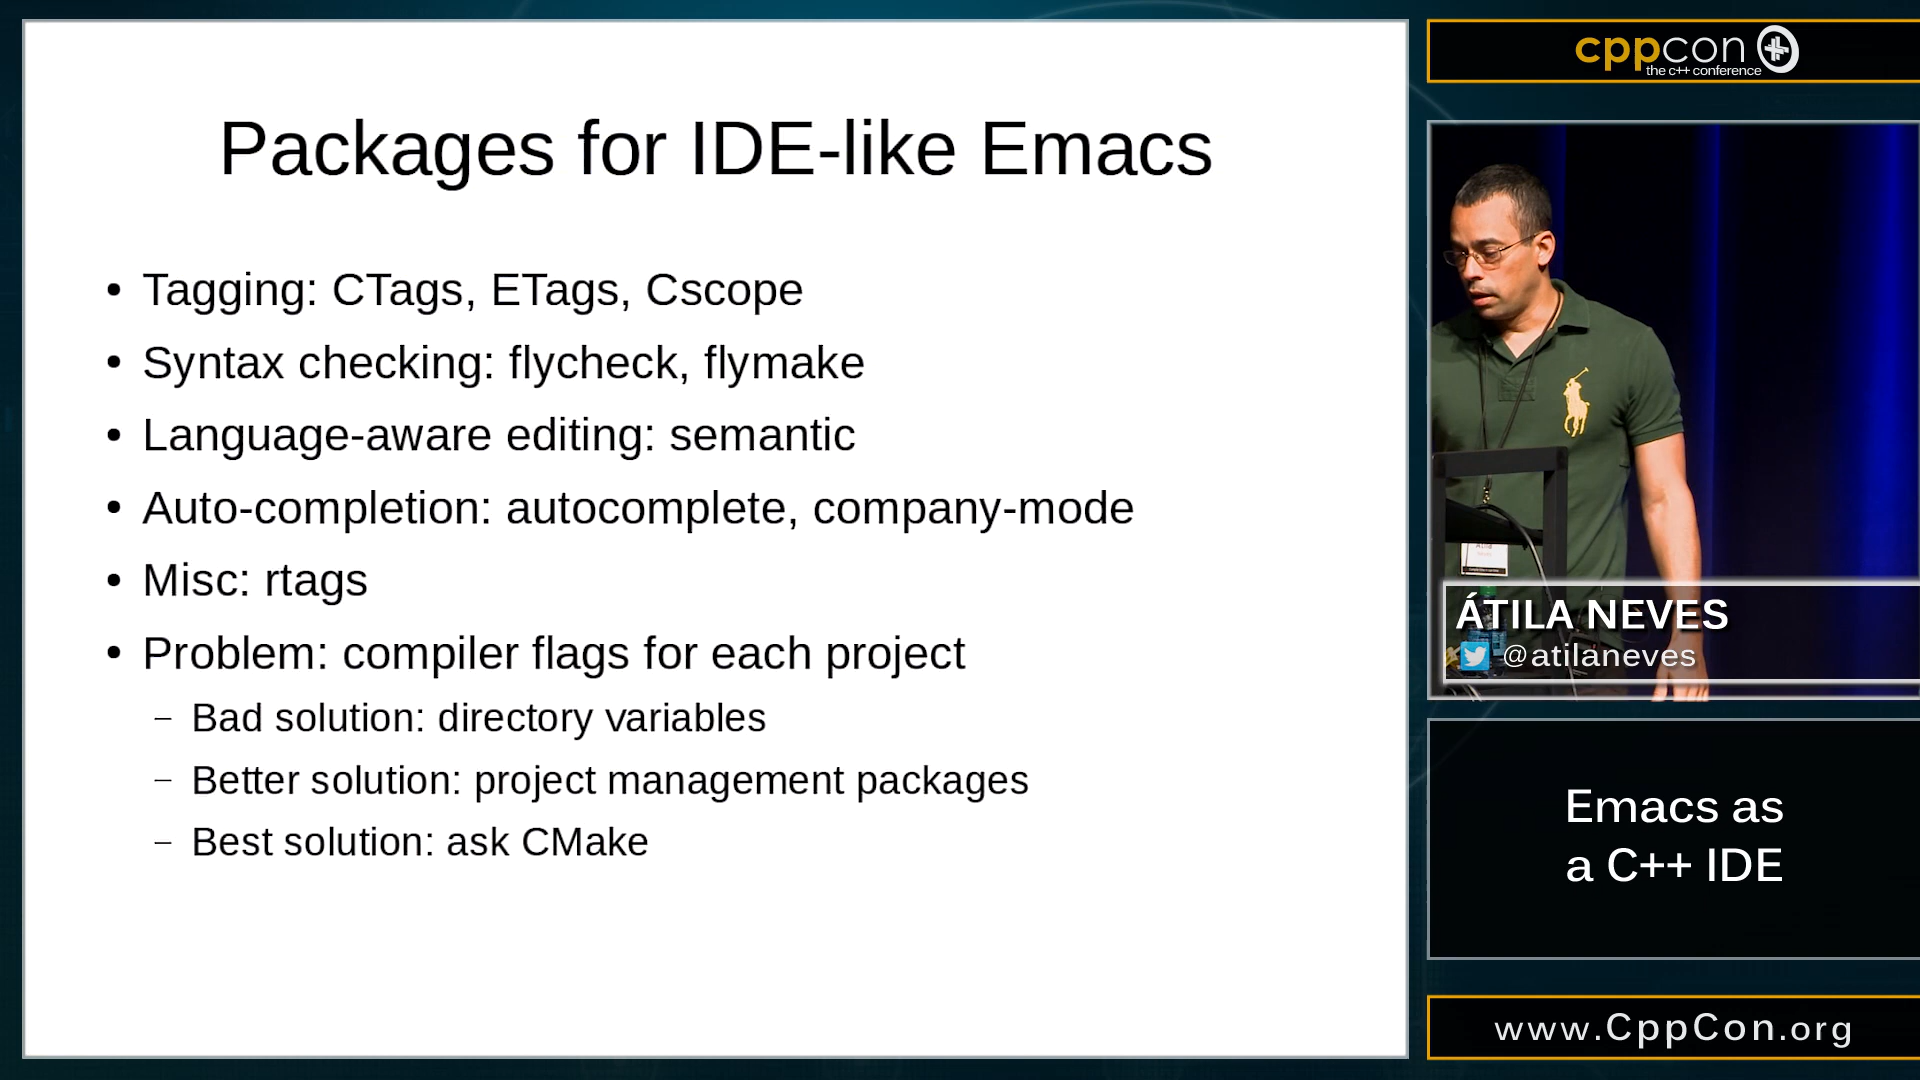 Packages for IDE-like Emacs
• Tagging: CTags, ETags, Cscope
• Syntax checking: flycheck, flymake
• Language-aware editing: semantic
• Auto-completion: autocomplete, company-mode
• Misc: rtags
• Problem: compiler flags for each project
– Bad solution: directory variables
– Better solution: project management packages
– Best solution: ask CMake
cppcon
the c++ conference
ÁTILA NEVES
@atilaneves
Emacs as
a C++ IDE
www.CppCon.org